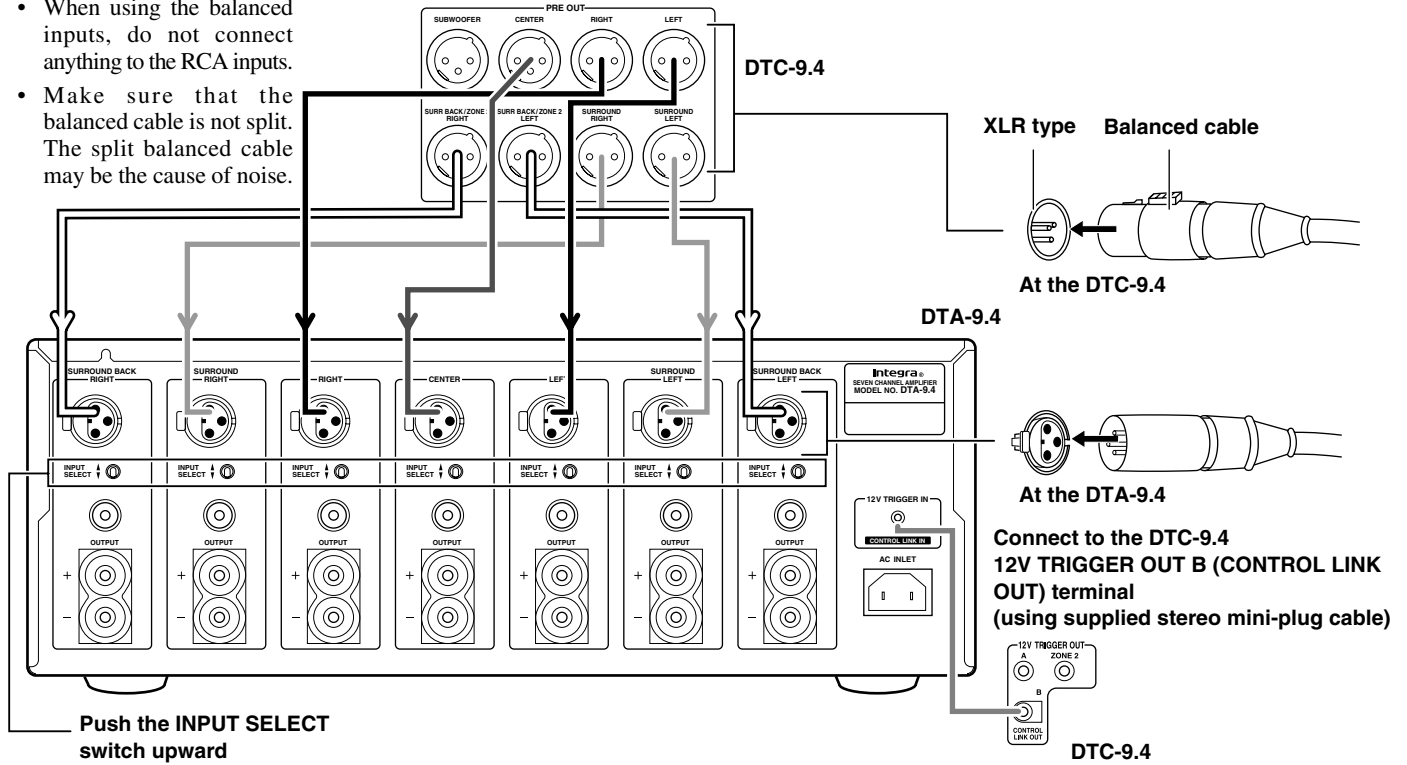 • When using the balanced
inputs, do not connect
anything to the RCA inputs.
• Make sure that the
balanced cable is not split.
The split balanced cable
may be the cause of noise.
PRE OUT
SUBWOOFER CENTER RIGHT LEFT
SURR BACK/ZONE
RIGHT
SURR BACK/ZONE 2
LEFT
SURROUND
RIGHT
SURROUND
LEFT
DTC-9.4
XLR type Balanced cable
At the DTC-9.4
DTA-9.4
SURROUND BACK
RIGHT
SURROUND
RIGHT
RIGHT
CENTER
LEF
SURROUND
LEFT
SURROUND BACK
LEFT
Integra®
SEVEN CHANNEL AMPLIFIER
MODEL NO. DTA-9.4
INPUT
SELECT
INPUT
SELECT
INPUT
SELECT
INPUT
SELECT
INPUT
SELECT
INPUT
SELECT
INPUT
SELECT
At the DTA-9.4
12V TRIGGER IN
CONTROL LINK IN
AC INLET
OUTPUT OUTPUT OUTPUT OUTPUT OUTPUT OUTPUT OUTPUT
+ + + + + + +
− − − − − − −
Connect to the DTC-9.4
12V TRIGGER OUT B (CONTROL LINK
OUT) terminal
(using supplied stereo mini-plug cable)
12V TRIGGER OUT
A ZONE 2
B
CONTROL
LINK OUT
DTC-9.4
Push the INPUT SELECT
switch upward